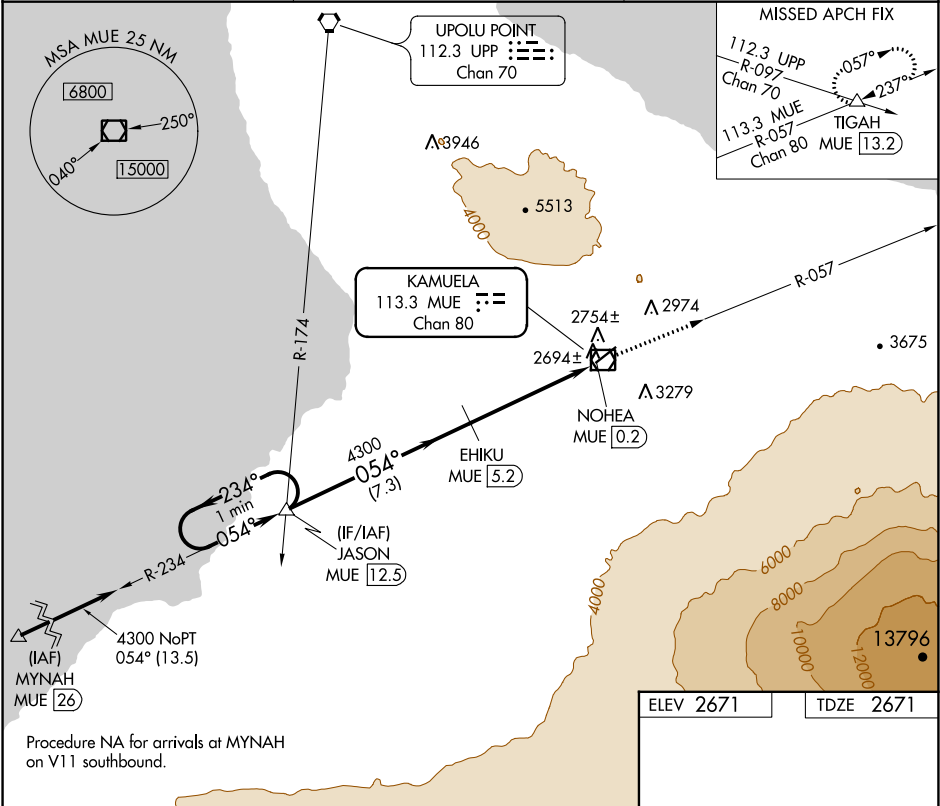 MSA MUE 25 NM
6800
250°
040°
15000
UPOLU POINT
112.3 UPP
Chan 70
MISSED APCH FIX
112.3 UPP
R-097
Chan 70
057°
237°
113.3 MUE
R-057
Chan 80
TIGAH
MUE 13.2
3946
4000
5513
KAMUELA
113.3 MUE
Chan 80
R-174
R-057
2754±
2974
2694±
3675
3279
NOHEA
MUE 0.2
4300
054°
(7.3)
EHIKU
MUE 5.2
234°
1 min
054°
(IF/IAF)
JASON
MUE 12.5
R-234
4300 NoPT
054° (13.5)
(IAF)
MYNAH
MUE 26
4000
6000
8000
10000
12000
13796
ELEV 2671
TDZE 2671
Procedure NA for arrivals at MYNAH
on V11 southbound.